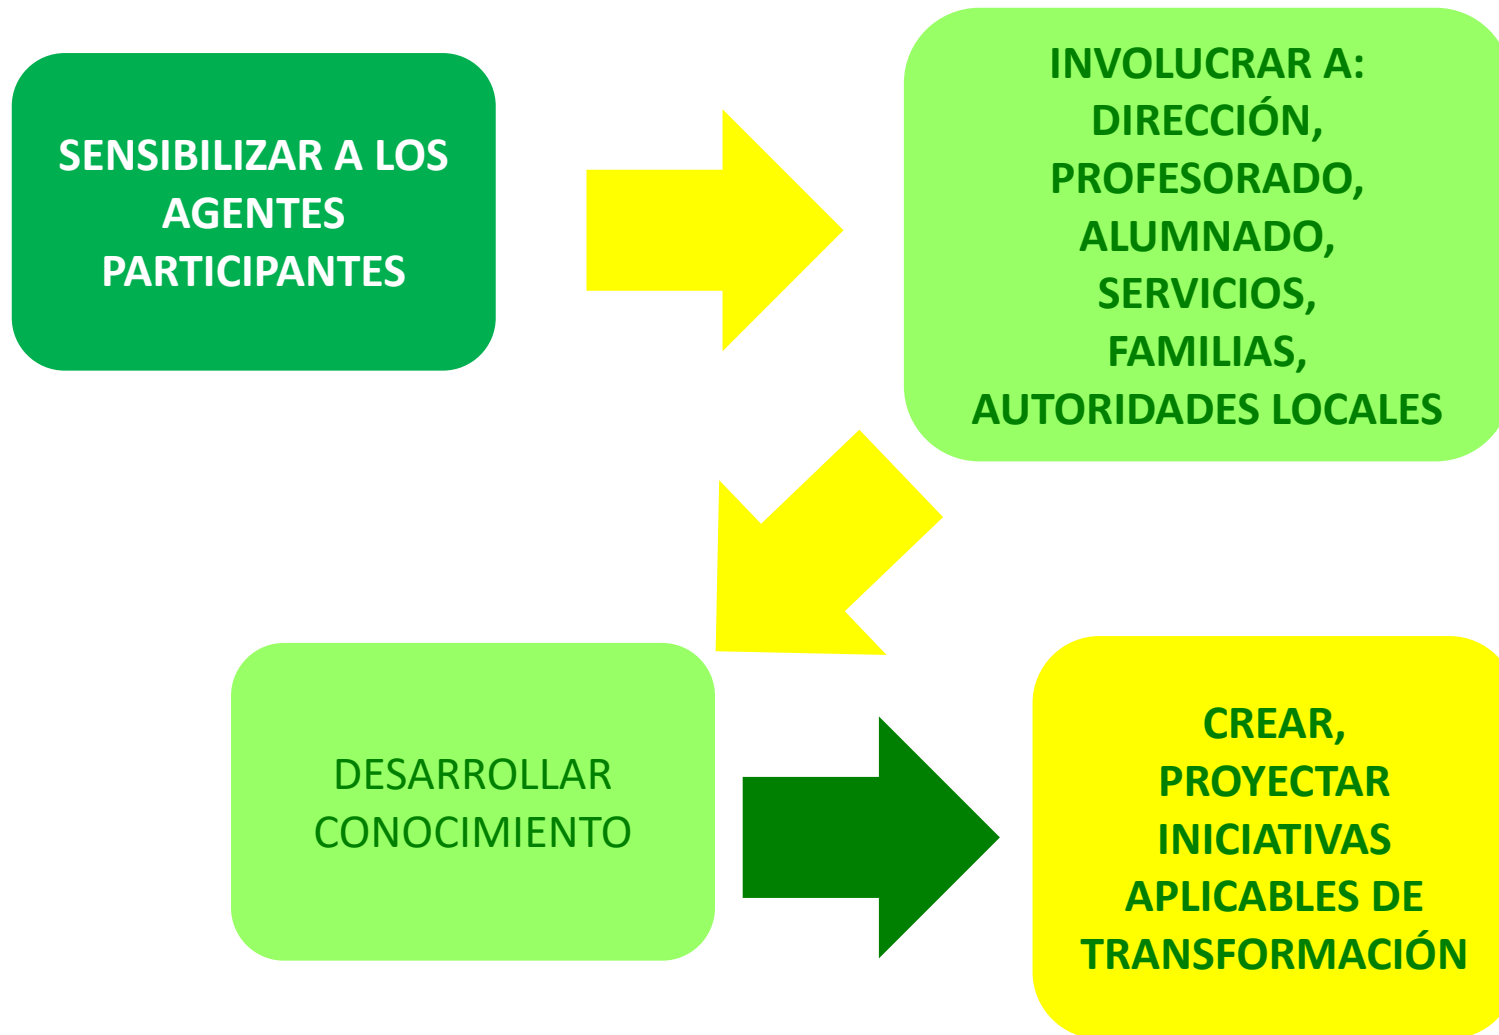 SENSIBILIZAR A LOS
AGENTES
PARTICIPANTES
INVOLUCRAR A:
DIRECCIÓN,
PROFESORADO,
ALUMNADO,
SERVICIOS,
FAMILIAS,
AUTORIDADES LOCALES
DESARROLLAR
CONOCIMIENTO
CREAR,
PROYECTAR
INICIATIVAS
APLICABLES DE
TRANSFORMACIÓN